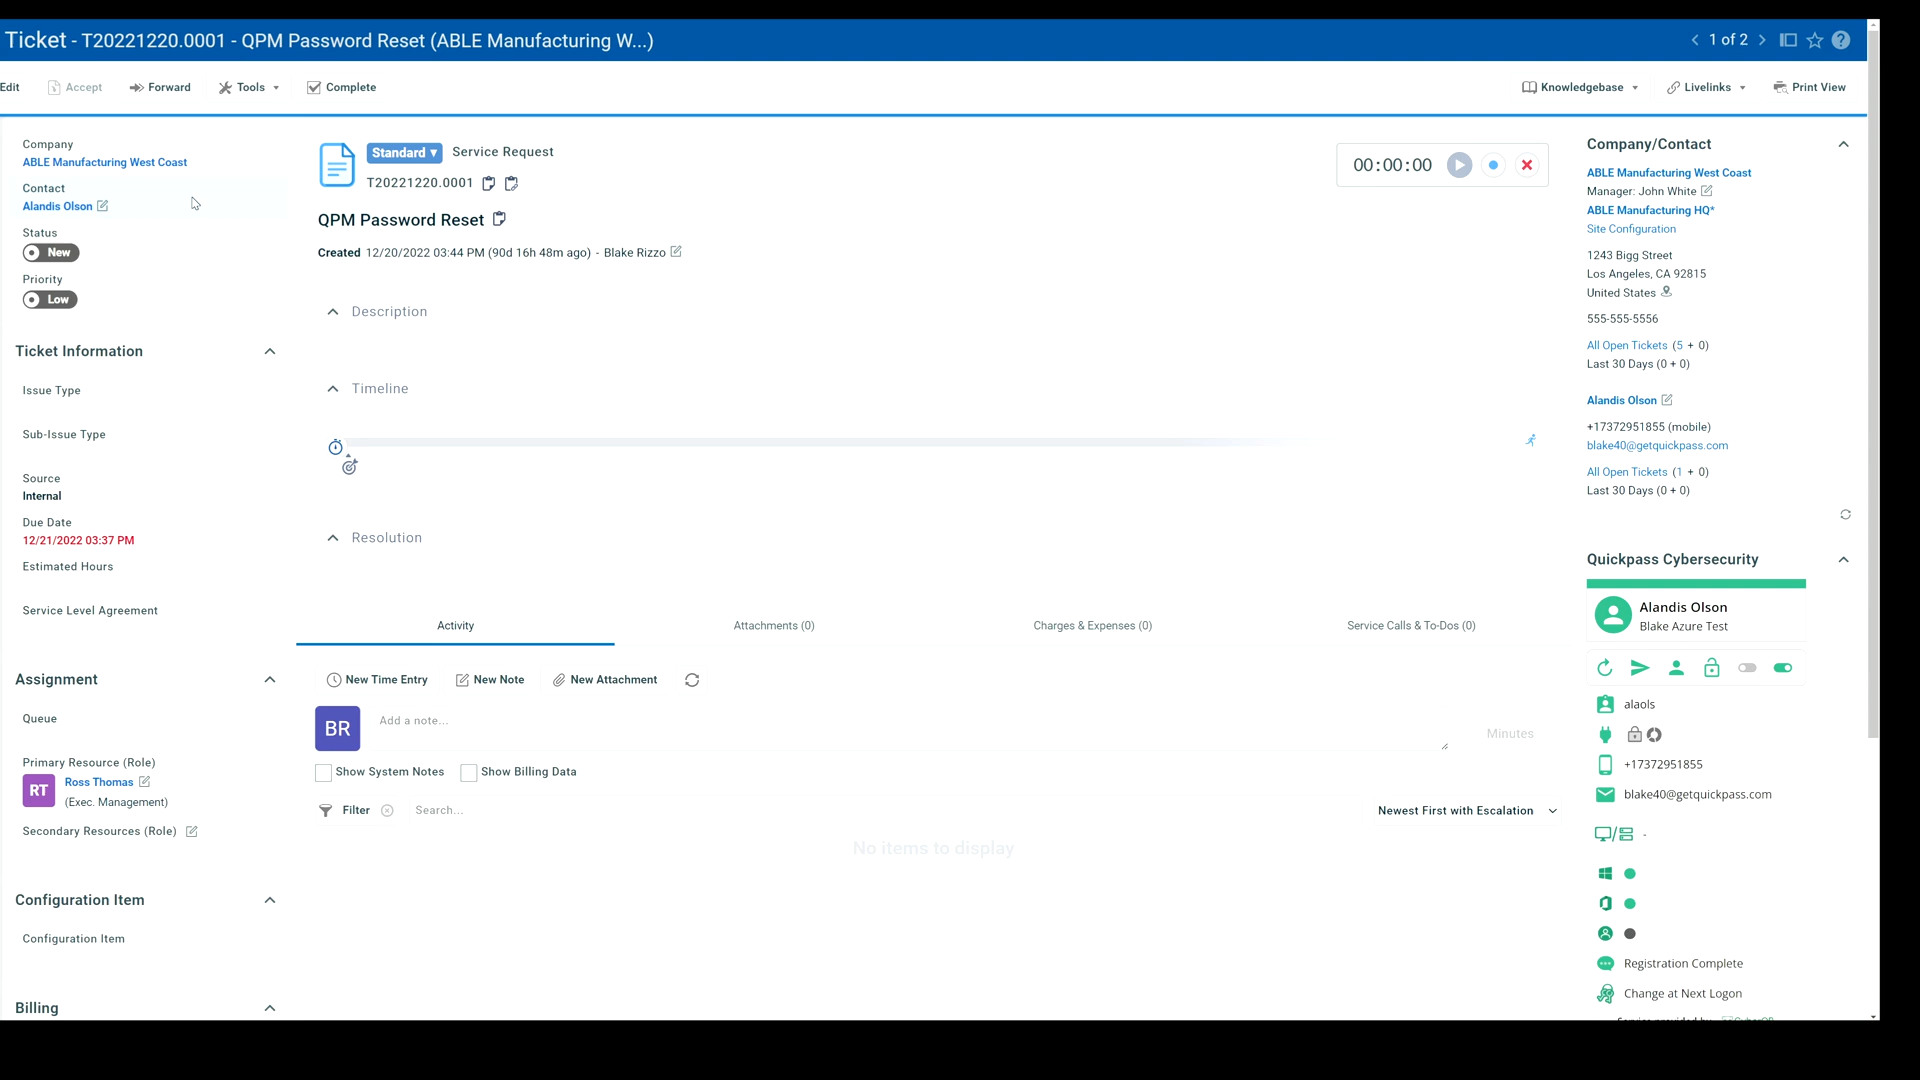 Ticket - T20221220.0001 - QPM Password Reset (ABLE Manufacturing W...)
1 of 2
Edit
Accept
Forward
Tools
Complete
Knowledgebase
Livelinks
Print View
Company
ABLE Manufacturing West Coast
Contact
Alandis Olson
Status
New
Priority
Low
Ticket Information
Issue Type
Sub-Issue Type
Source
Internal
Due Date
12/21/2022 03:37 PM
Estimated Hours
Service Level Agreement
Assignment
Queue
Primary Resource (Role)
RT
Ross Thomas
(Exec. Management)
Secondary Resources (Role)
Configuration Item
Configuration Item
Billing
Standard
Service Request
T20221220.0001
00:00:00
QPM Password Reset
Created 12/20/2022 03:44 PM (90d 16h 48m ago) - Blake Rizzo
Description
Timeline
Resolution
Activity
Attachments (0)
Charges & Expenses (0)
Service Calls & To-Dos (0)
New Time Entry
New Note
New Attachment
BR
Add a note...
Minutes
Show System Notes
Show Billing Data
Filter
Search...
Newest First with Escalation
No items to display
Company/Contact
ABLE Manufacturing West Coast
Manager: John White
ABLE Manufacturing HQ*
Site Configuration
1243 Bigg Street
Los Angeles, CA 92815
United States
555-555-5556
All Open Tickets (5 + 0)
Last 30 Days (0 + 0)
Alandis Olson
+17372951855 (mobile)
blake40@getquickpass.com
All Open Tickets (1 + 0)
Last 30 Days (0 + 0)
Quickpass Cybersecurity
Alandis Olson
Blake Azure Test
alaols
+17372951855
blake40@getquickpass.com
-
Registration Complete
Change at Next Logon